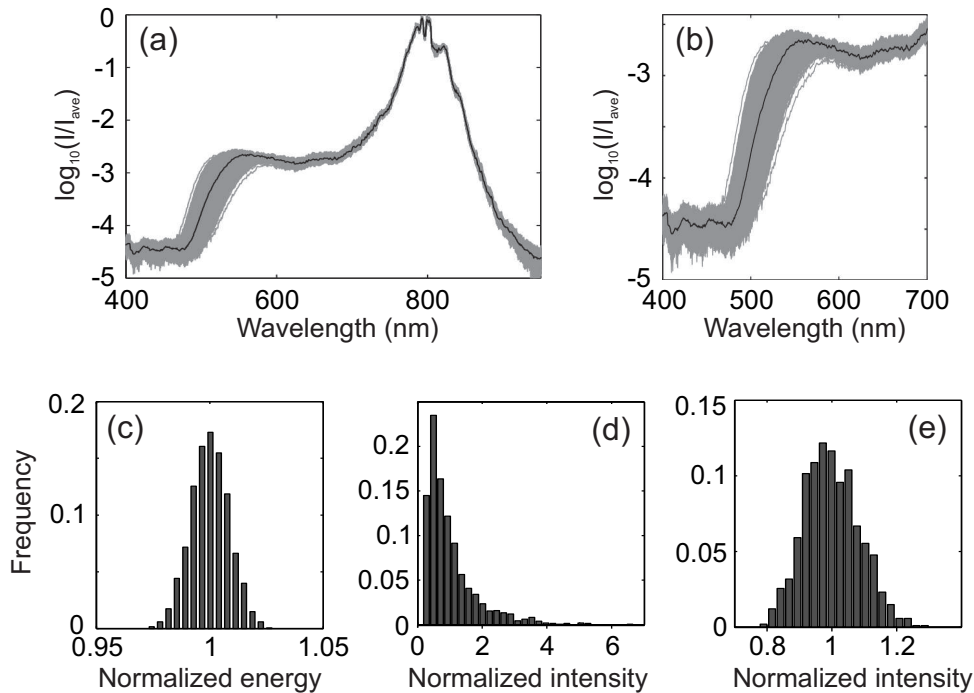 (a)
log10(I/Iave)
0
-1
-2
-3
-4
-5
400 600 800
Wavelength (nm)
(b)
log10(I/Iave)
-3
-4
-5
400 500 600 700
Wavelength (nm)
(c)
Frequency
0.2
0.1
0
0.95 1 1.05
Normalized energy
(d)
0.2
0.15
0.1
0.05
0
0 2 4 6
Normalized intensity
(e)
0.15
0.1
0.05
0
0.8 1 1.2
Normalized intensity